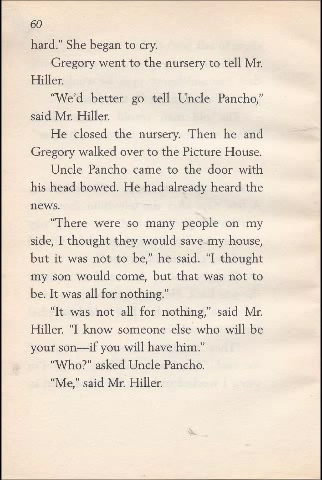 60
hard." She began to cry.
Gregory went to the nursery to tell Mr.
Hiller.
"We'd better go tell Uncle Pancho,"
said Mr. Hiller.
He closed the nursery. Then he and
Gregory walked over to the Picture House.
Uncle Pancho came to the door with
his head bowed. He had already heard the
news.
"There were so many people on my
side, I thought they would save my house,
but it was not to be," he said. "I thought
my son would come, but that was not to
be. It was all for nothing."
"It was not all for nothing," said Mr.
Hiller. "I know someone else who will be
your son—if you will have him."
"Who?" asked Uncle Pancho.
"Me," said Mr. Hiller.